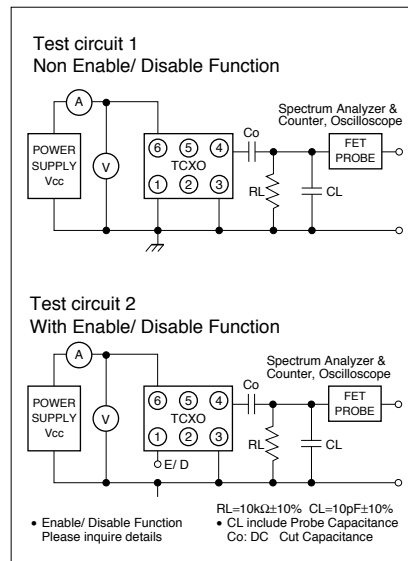 Test circuit 1
Non Enable/ Disable Function
A
Spectrum Analyzer &
Counter, Oscilloscope
Co
POWER
SUPPLY
Vcc
V
6 5 4
TCXO
1 2 3
RL
CL
FET
PROBE
Test circuit 2
With Enable/ Disable Function
A
Spectrum Analyzer &
Counter, Oscilloscope
Co
POWER
SUPPLY
Vcc
V
6 5 4
TCXO
1 2 3
E/ D
RL
CL
FET
PROBE
RL=10kΩ±10% CL=10pF±10%
• Enable/ Disable Function
Please inquire details
• CL include Probe Capacitance
Co: DC Cut Capacitance